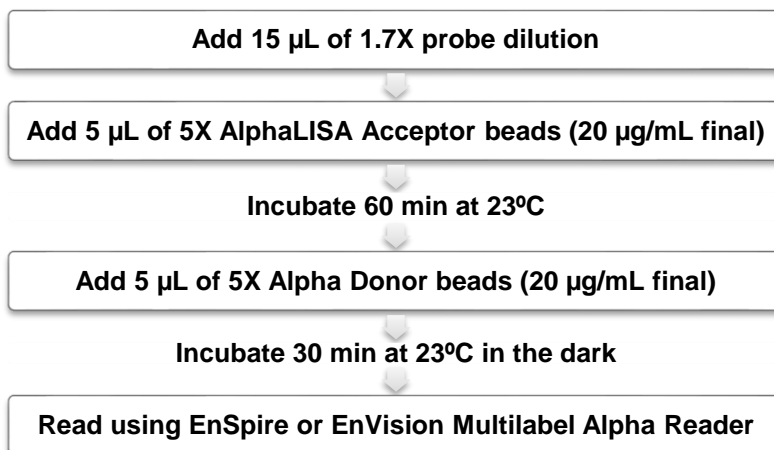 Add 15 µL of 1.7X probe dilution
Add 5 µL of 5X AlphaLISA Acceptor beads (20 µg/mL final)
Incubate 60 min at 23ºC
Add 5 µL of 5X Alpha Donor beads (20 µg/mL final)
Incubate 30 min at 23ºC in the dark
Read using EnSpire or EnVision Multilabel Alpha Reader